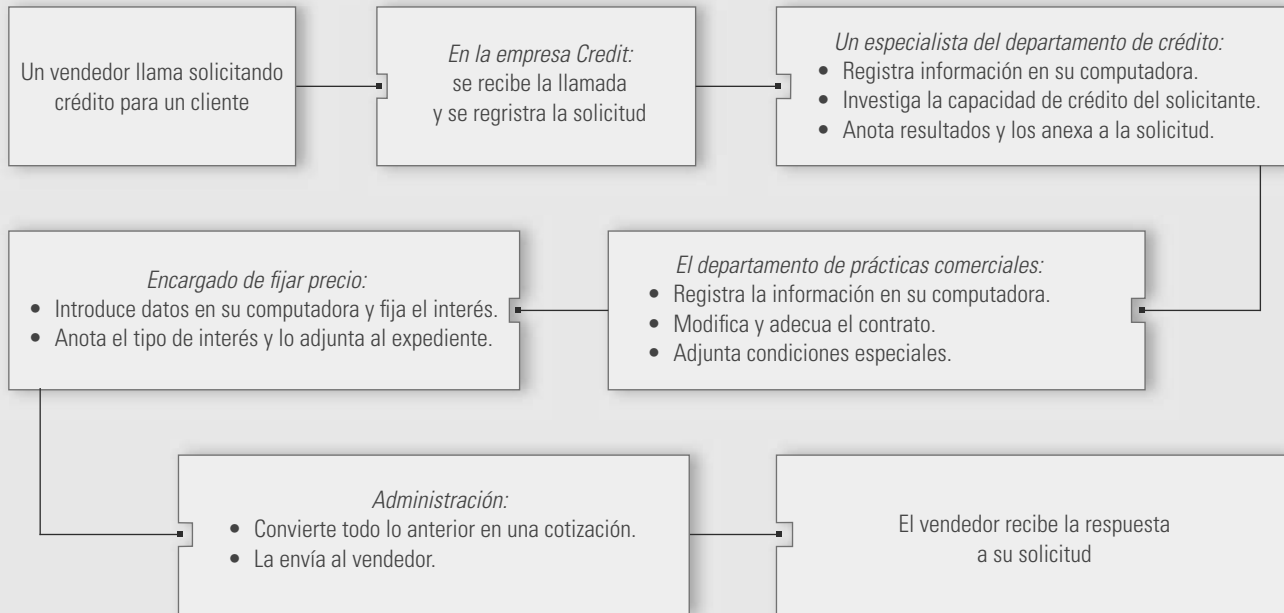 Un vendedor llama solicitando
crédito para un cliente
En la empresa Credit:
se recibe la llamada
y se regristra la solicitud
Un especialista del departamento de crédito:
• Registra información en su computadora.
• Investiga la capacidad de crédito del solicitante.
• Anota resultados y los anexa a la solicitud.
El departamento de prácticas comerciales:
• Registra la información en su computadora.
• Modifica y adecua el contrato.
• Adjunta condiciones especiales.
Encargado de fijar precio:
• Introduce datos en su computadora y fija el interés.
• Anota el tipo de interés y lo adjunta al expediente.
Administración:
• Convierte todo lo anterior en una cotización.
• La envía al vendedor.
El vendedor recibe la respuesta
a su solicitud